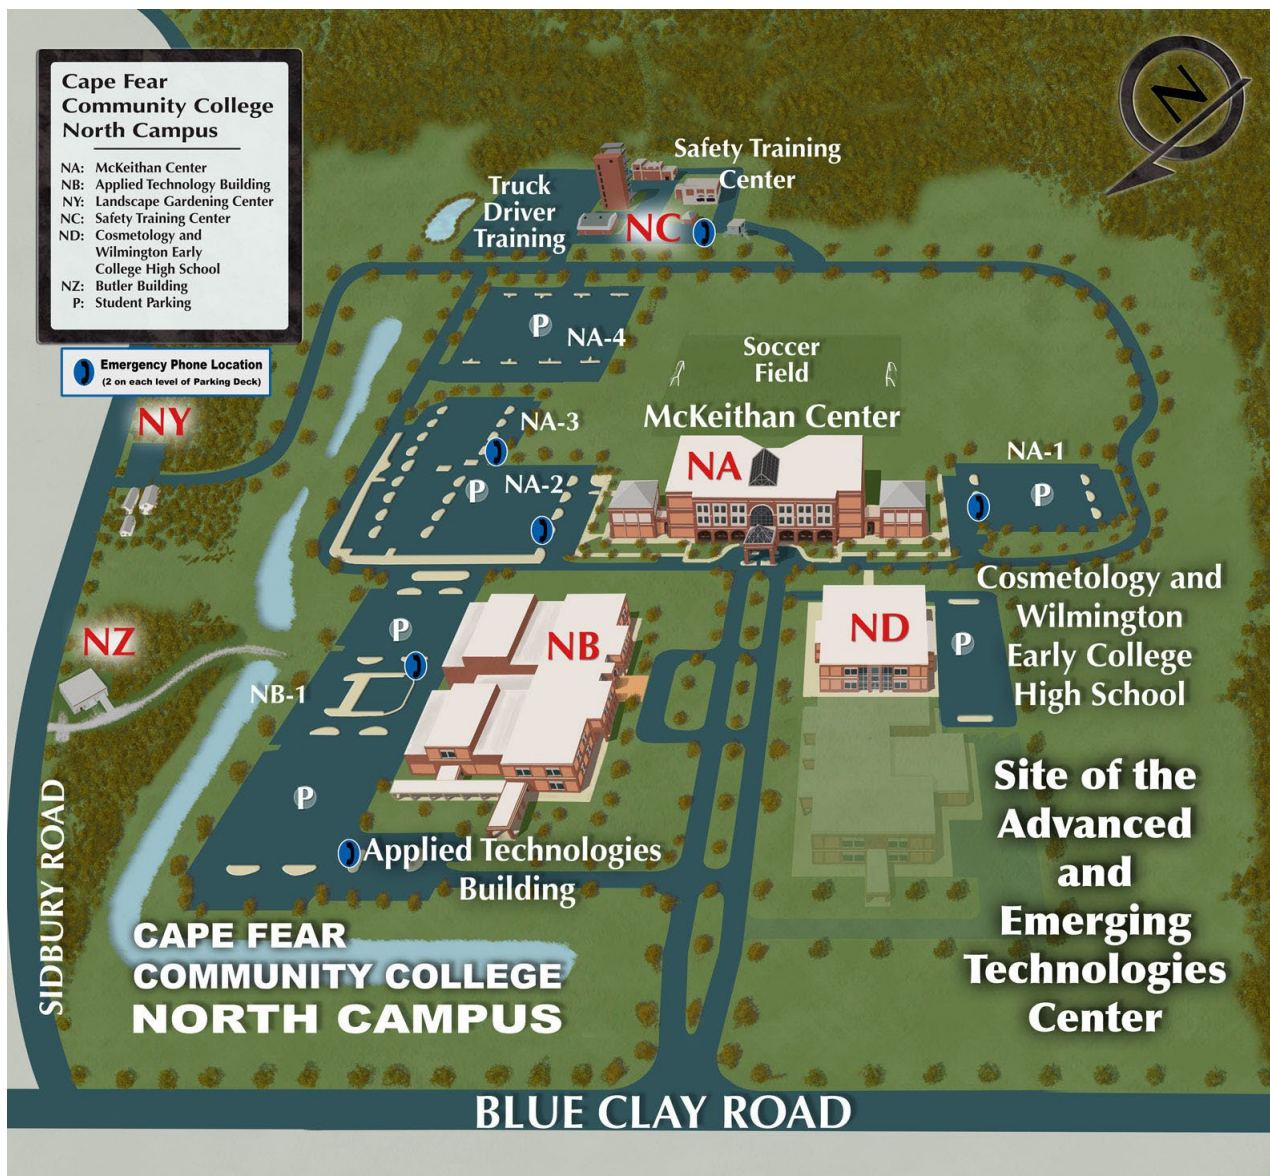 Cape Fear
Community College
North Campus
NA: McKeithan Center
NB: Applied Technology Building
NY: Landscape Gardening Center
NC: Safety Training Center
ND: Cosmetology and
Wilmington Early
College High School
NZ: Butler Building
P: Student Parking
Emergency Phone Location
(2 on each level of Parking Deck)
N
Safety Training
Center
Truck
Driver
Training
NC
P
NA-4
Soccer
Field
McKeithan Center
NY
NA-3
NA
NA-1
NA-2
P
P
Cosmetology and
Wilmington
Early College
High School
NZ
P
NB
ND
P
NB-1
P
Site of the
Advanced
and
Emerging
Technologies
Center
Applied Technologies
Building
SIDBURY ROAD
CAPE FEAR
COMMUNITY COLLEGE
NORTH CAMPUS
BLUE CLAY ROAD